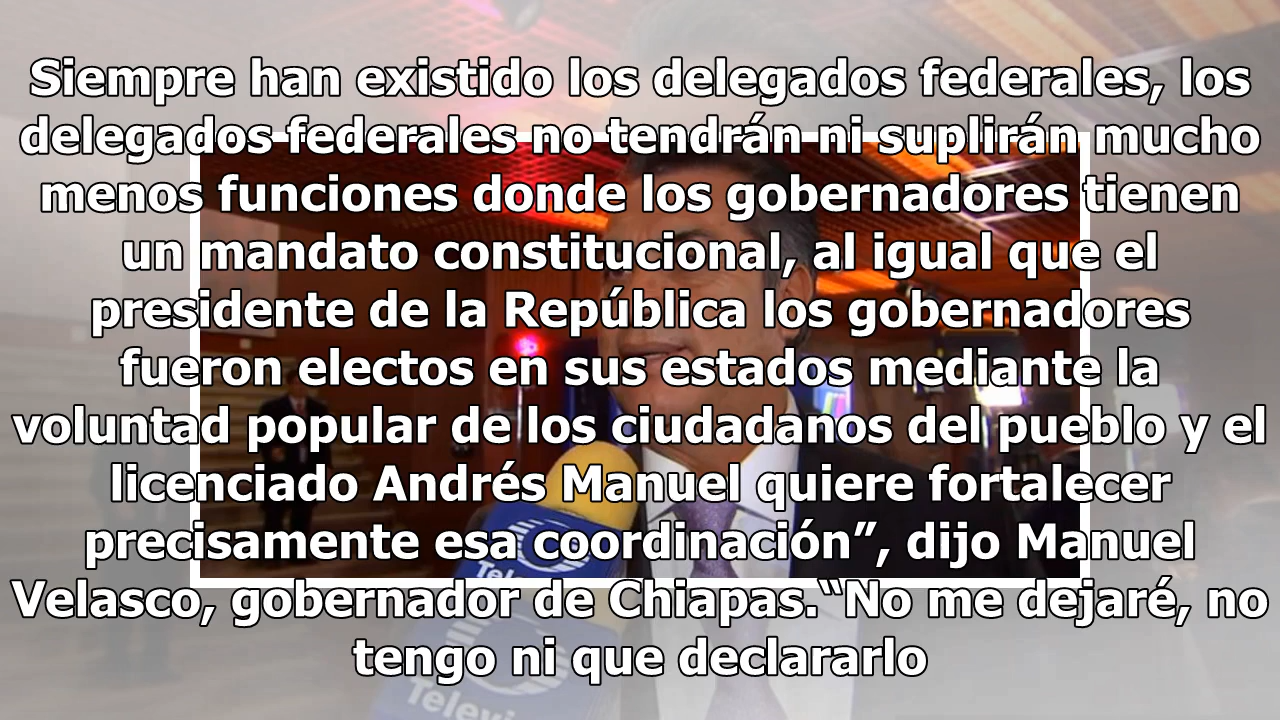 Siempre han existido los delegados federales, los
delegados federales no tendrán ni suplirán mucho
menos funciones donde los gobernadores tienen
un mandato constitucional, al igual que el
presidente de la República los gobernadores
fueron electos en sus estados mediante la
voluntad popular de los ciudadanos del pueblo y el
licenciado Andrés Manuel quiere fortalecer
precisamente esa coordinación”, dijo Manuel
Velasco, gobernador de Chiapas.“No me dejaré, no
tengo ni que declararlo